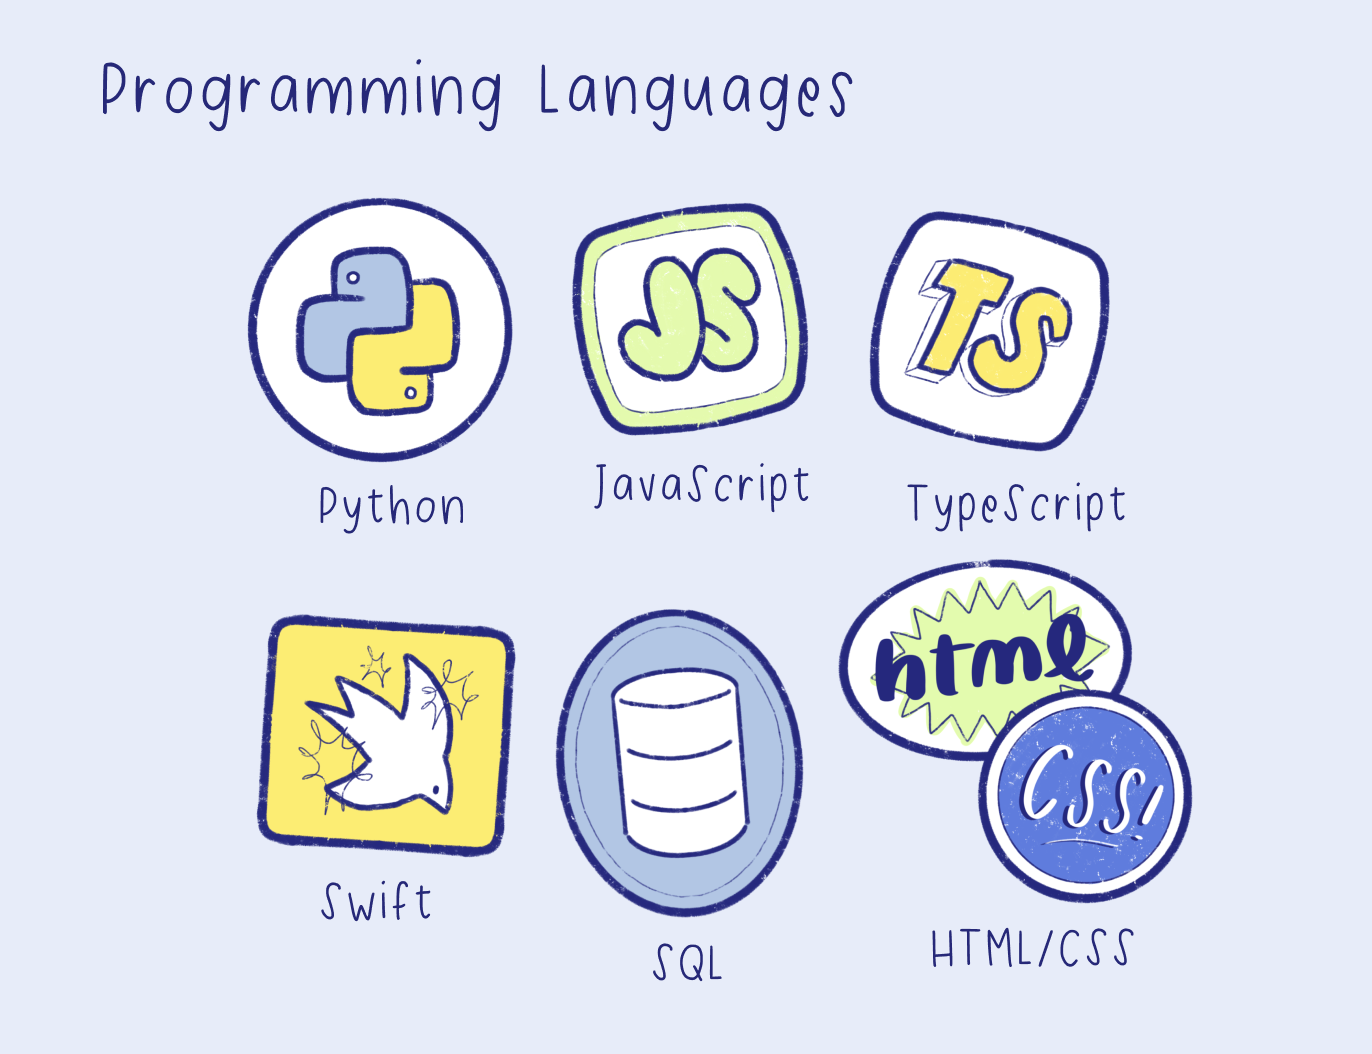 Programming Languages
JS
TS
Python
JavaScript
TypeScript
html
CSS!
Swift
SQL
HTML/CSS